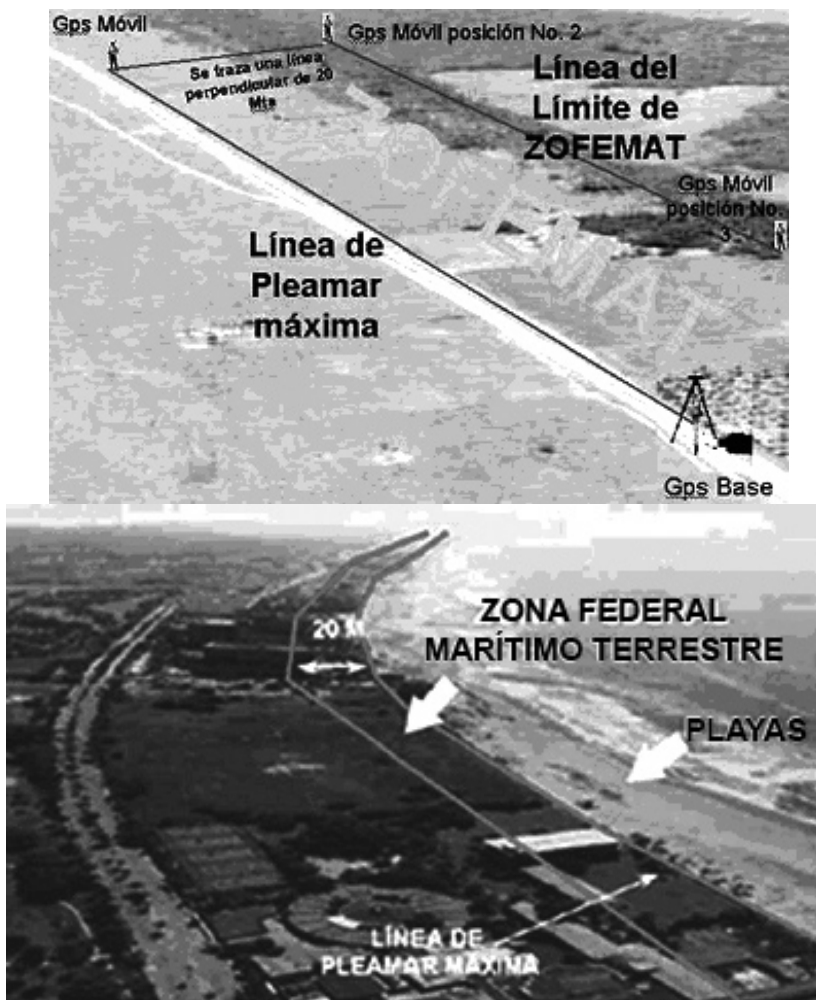 Gps Móvil
Gps Móvil posición No. 2
Se fraza una línea
perpendicular de 20
Mts
Línea del
Límite de
ZOFEMAT
Gps Móvil
posición No.
3
Línea de
Pleamar
máxima
ZOFEMAT
Gps Base
20 M
ZONA FEDERAL
MARÍTIMO TERRESTRE
PLAYAS
LÍNEA DE
PLEAMAR MÁXIMA